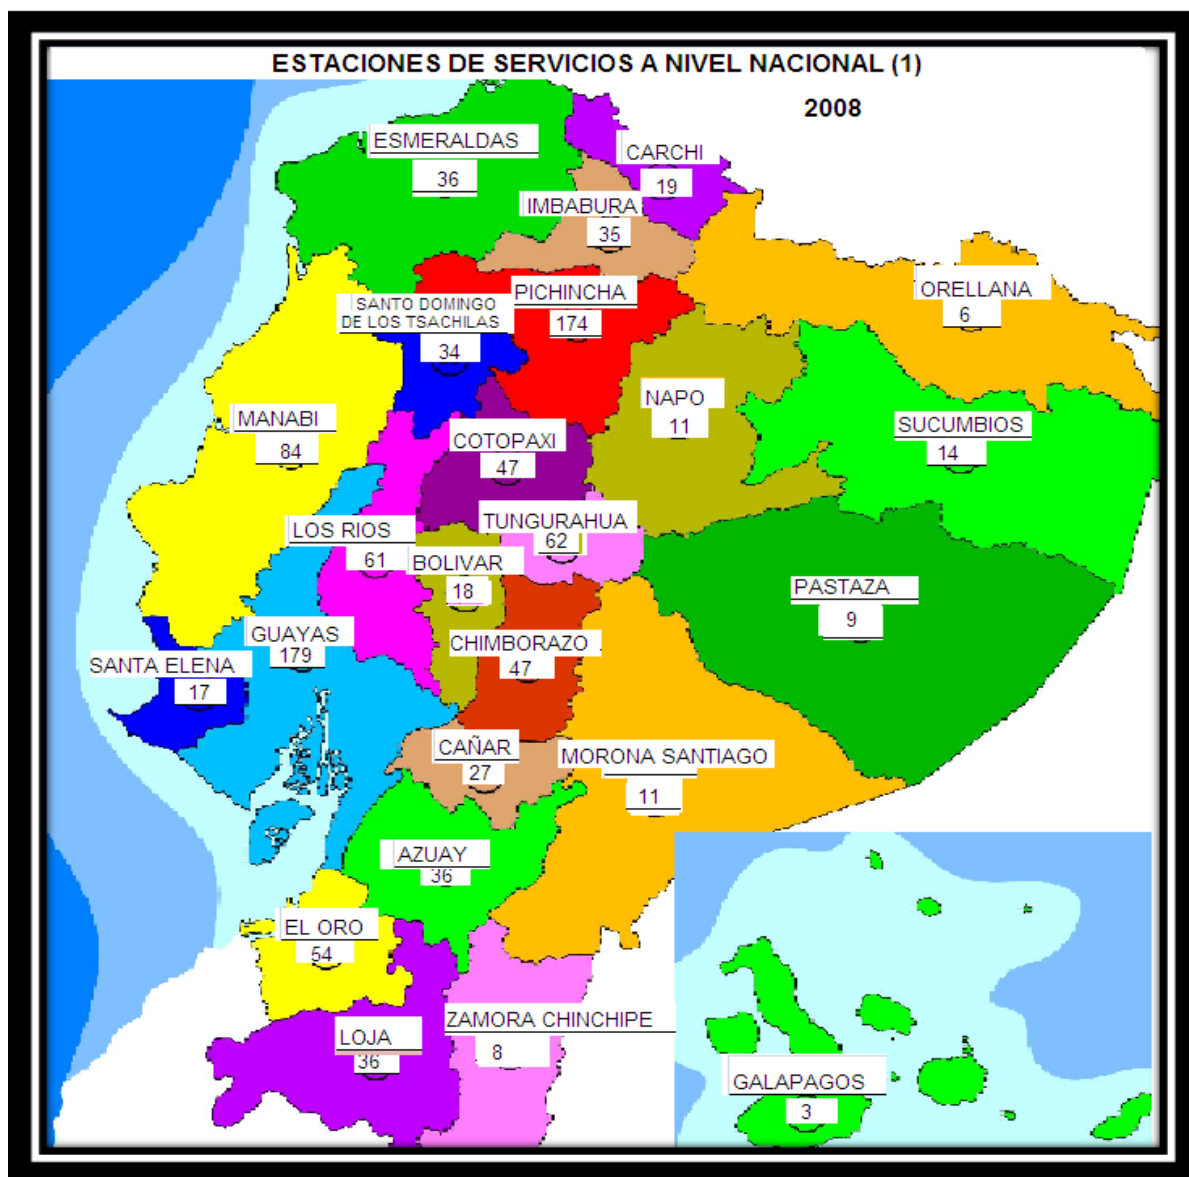 ESTACIONES DE SERVICIOS A NIVEL NACIONAL (1)
2008
ESMERALDAS
36
CARCHI
19
IMBABURA
35
PICHINCHA
174
ORELLANA
6
SANTO DOMINGO
DE LOS TSACHILAS
34
NAPO
11
SUCUMBIOS
14
MANABI
84
COTOPAXI
47
LOS RIOS
61
TUNGURAHUA
62
BOLIVAR
18
PASTAZA
9
GUAYAS
179
CHIMBORAZO
47
SANTA ELENA
17
CAÑAR
27
MORONA SANTIAGO
11
AZUAY
36
EL ORO
54
LOJA
36
ZAMORA CHINCHIPE
8
GALAPAGOS
3